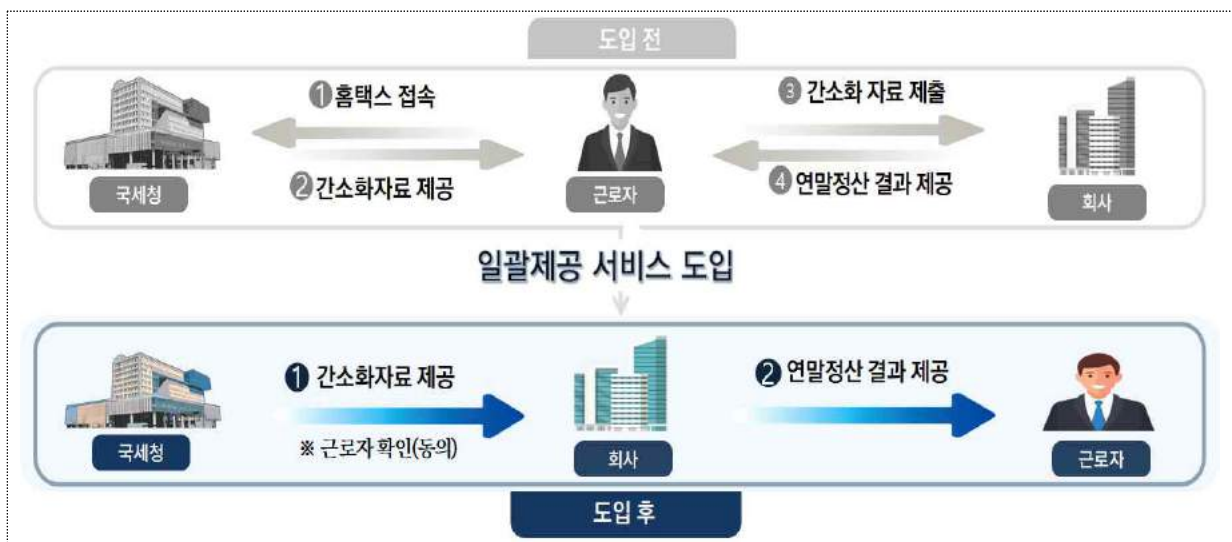 도입 전
❶홈택스 접속
❸ 간소화 자료 제출
❷간소화자료 제공
❹ 연말정산 결과 제공
국세청
근로자
회사
일괄제공 서비스 도입
❶ 간소화자료 제공
❷ 연말정산 결과 제공
※ 근로자 확인(동의)
국세청
회사
근로자
도입 후